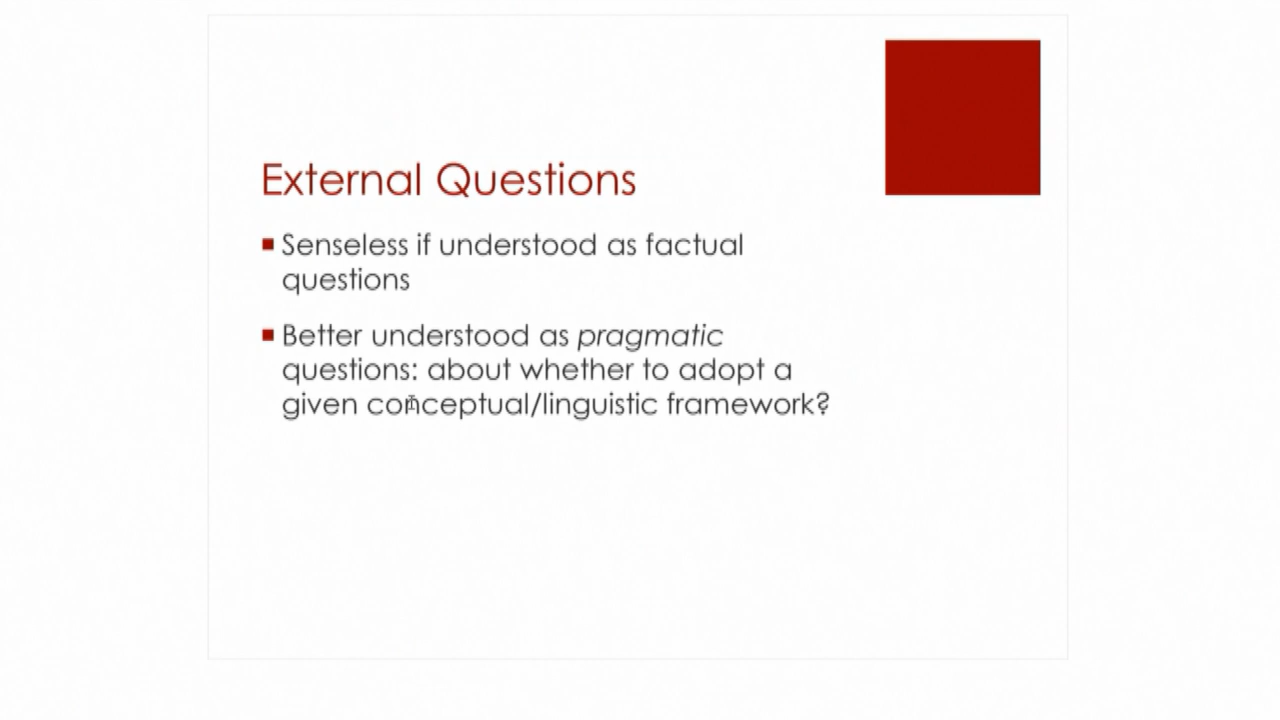 External Questions
Senseless if understood as factual
questions
Better understood as pragmatic
questions: about whether to adopt a
given conceptual/linguistic framework?